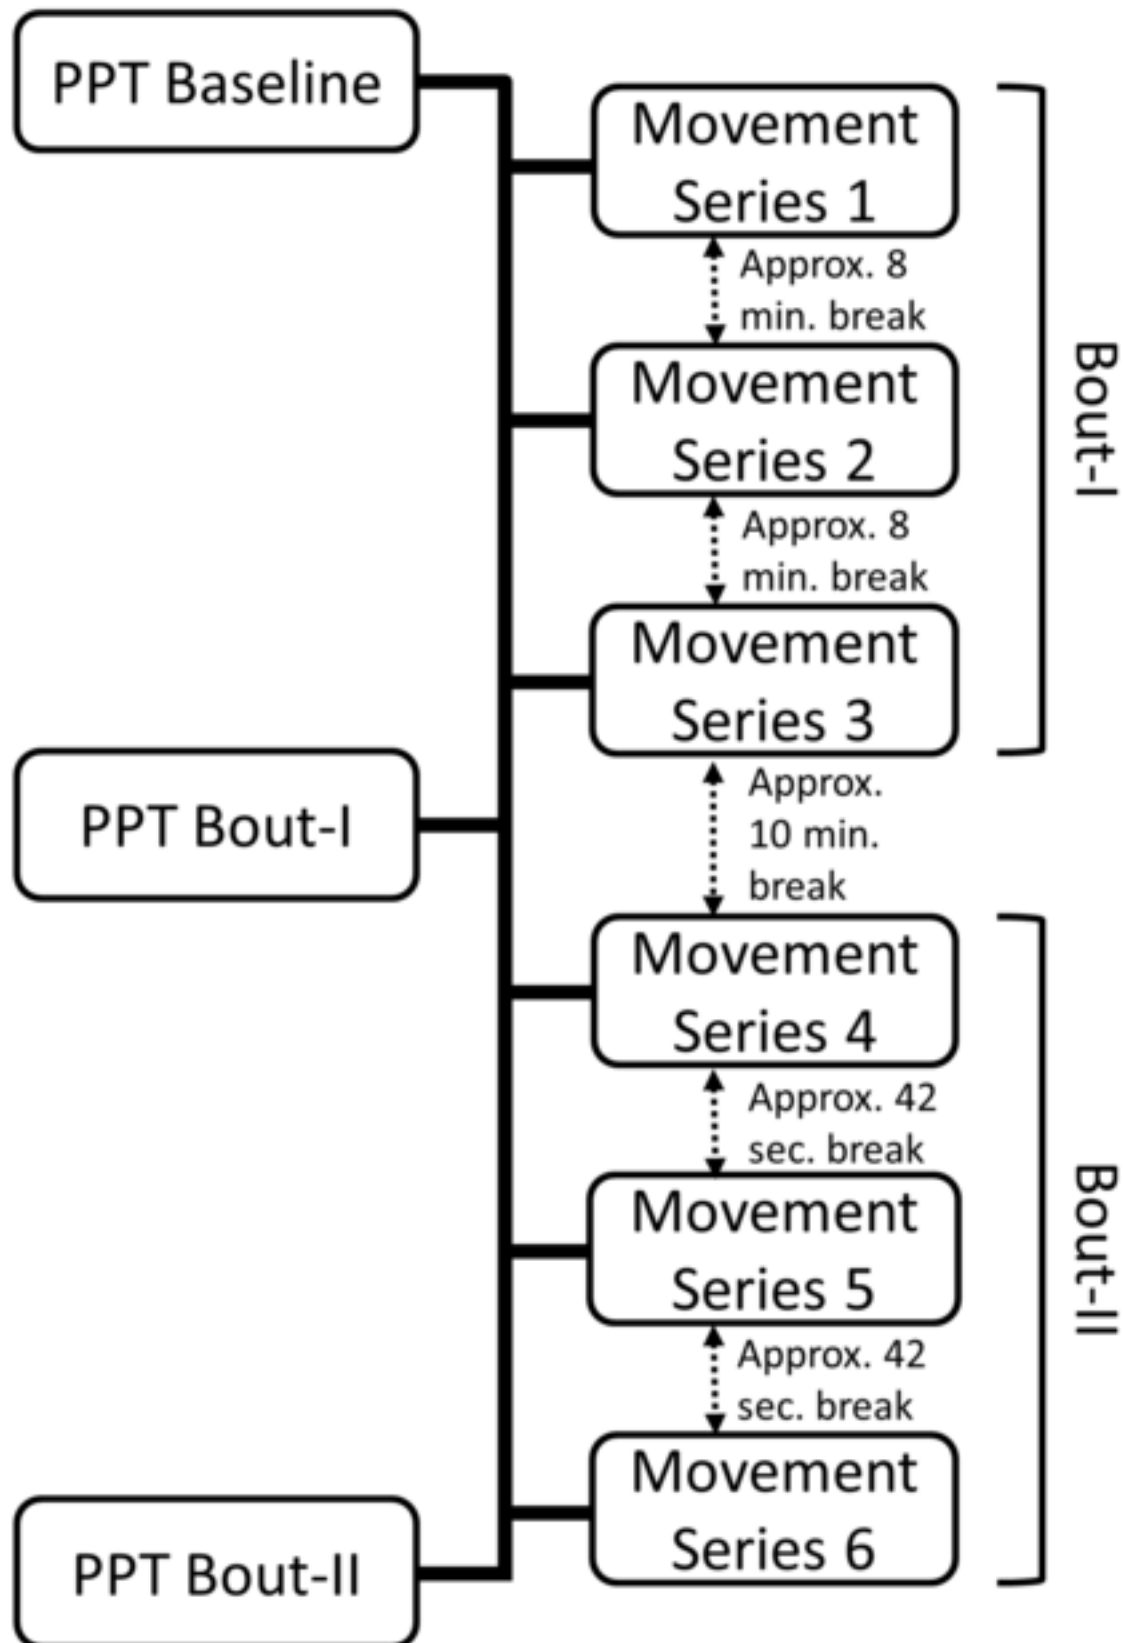 PPT Baseline
Movement
Series 1
Approx. 8
min. break
Movement
Series 2
Approx. 8
min. break
Movement
Series 3
Bout-I
PPT Bout-I
Approx.
10 min.
break
Movement
Series 4
Approx. 42
sec. break
Movement
Series 5
Approx. 42
sec. break
Movement
Series 6
Bout-II
PPT Bout-II